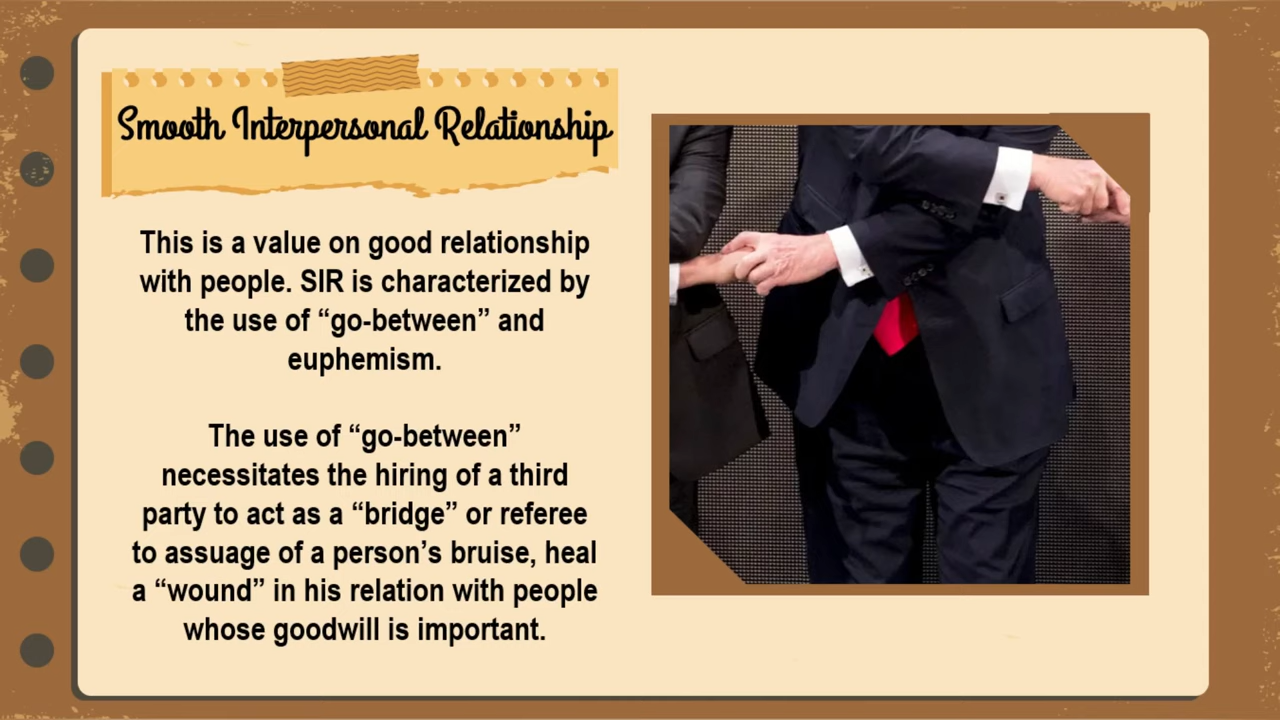 Smooth Interpersonal Relationship
This is a value on good relationship
with people. SIR is characterized by
the use of “go-between” and
euphemism.
The use of “go-between”
necessitates the hiring of a third
party to act as a “bridge” or referee
to assuage of a person’s bruise, heal
a “wound” in his relation with people
whose goodwill is important.